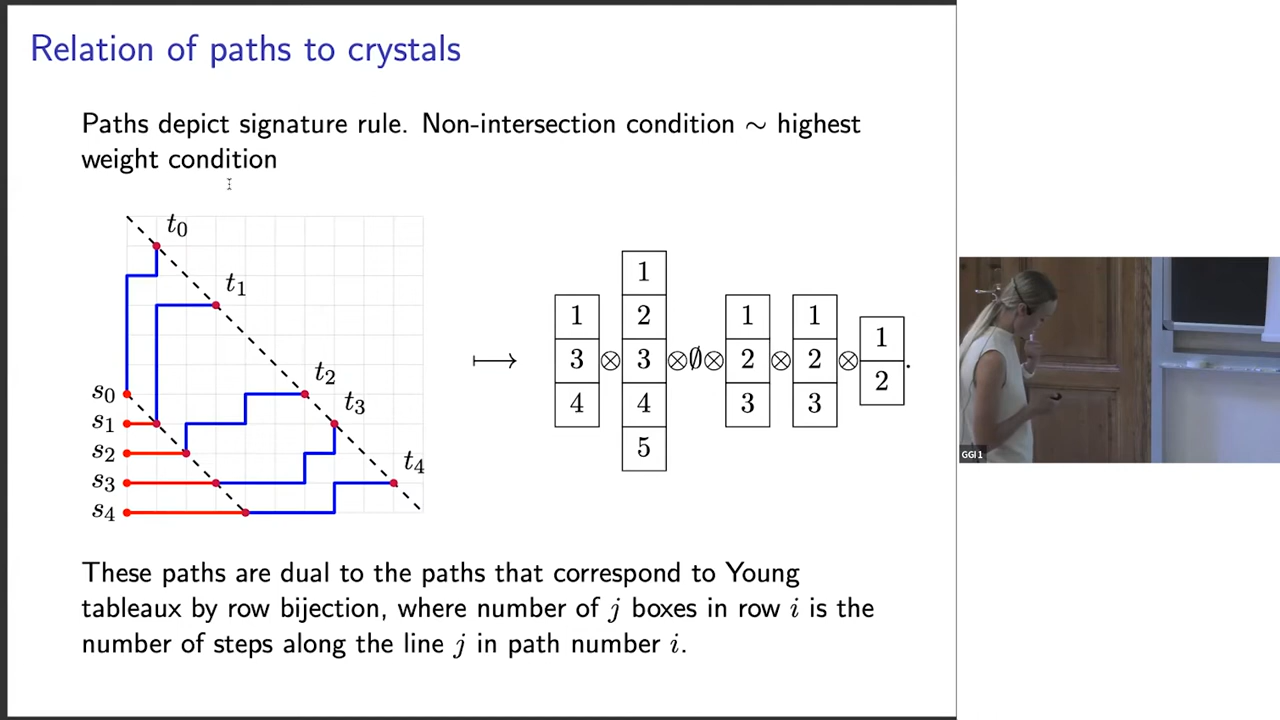 Relation of paths to crystals
Paths depict signature rule. Non-intersection condition ∼ highest
weight condition
t₀
t₁
t₂
t₃
t₄
s₀
s₁
s₂
s₃
s₄
⟼
1 3 4 ⊗ 1 2 3 4 5 ⊗ ∅ ⊗ 1 2 3 ⊗ 1 2 3 ⊗ 1 2 .
These paths are dual to the paths that correspond to Young
tableaux by row bijection, where number of j boxes in row i is the
number of steps along the line j in path number i.
GGI 1